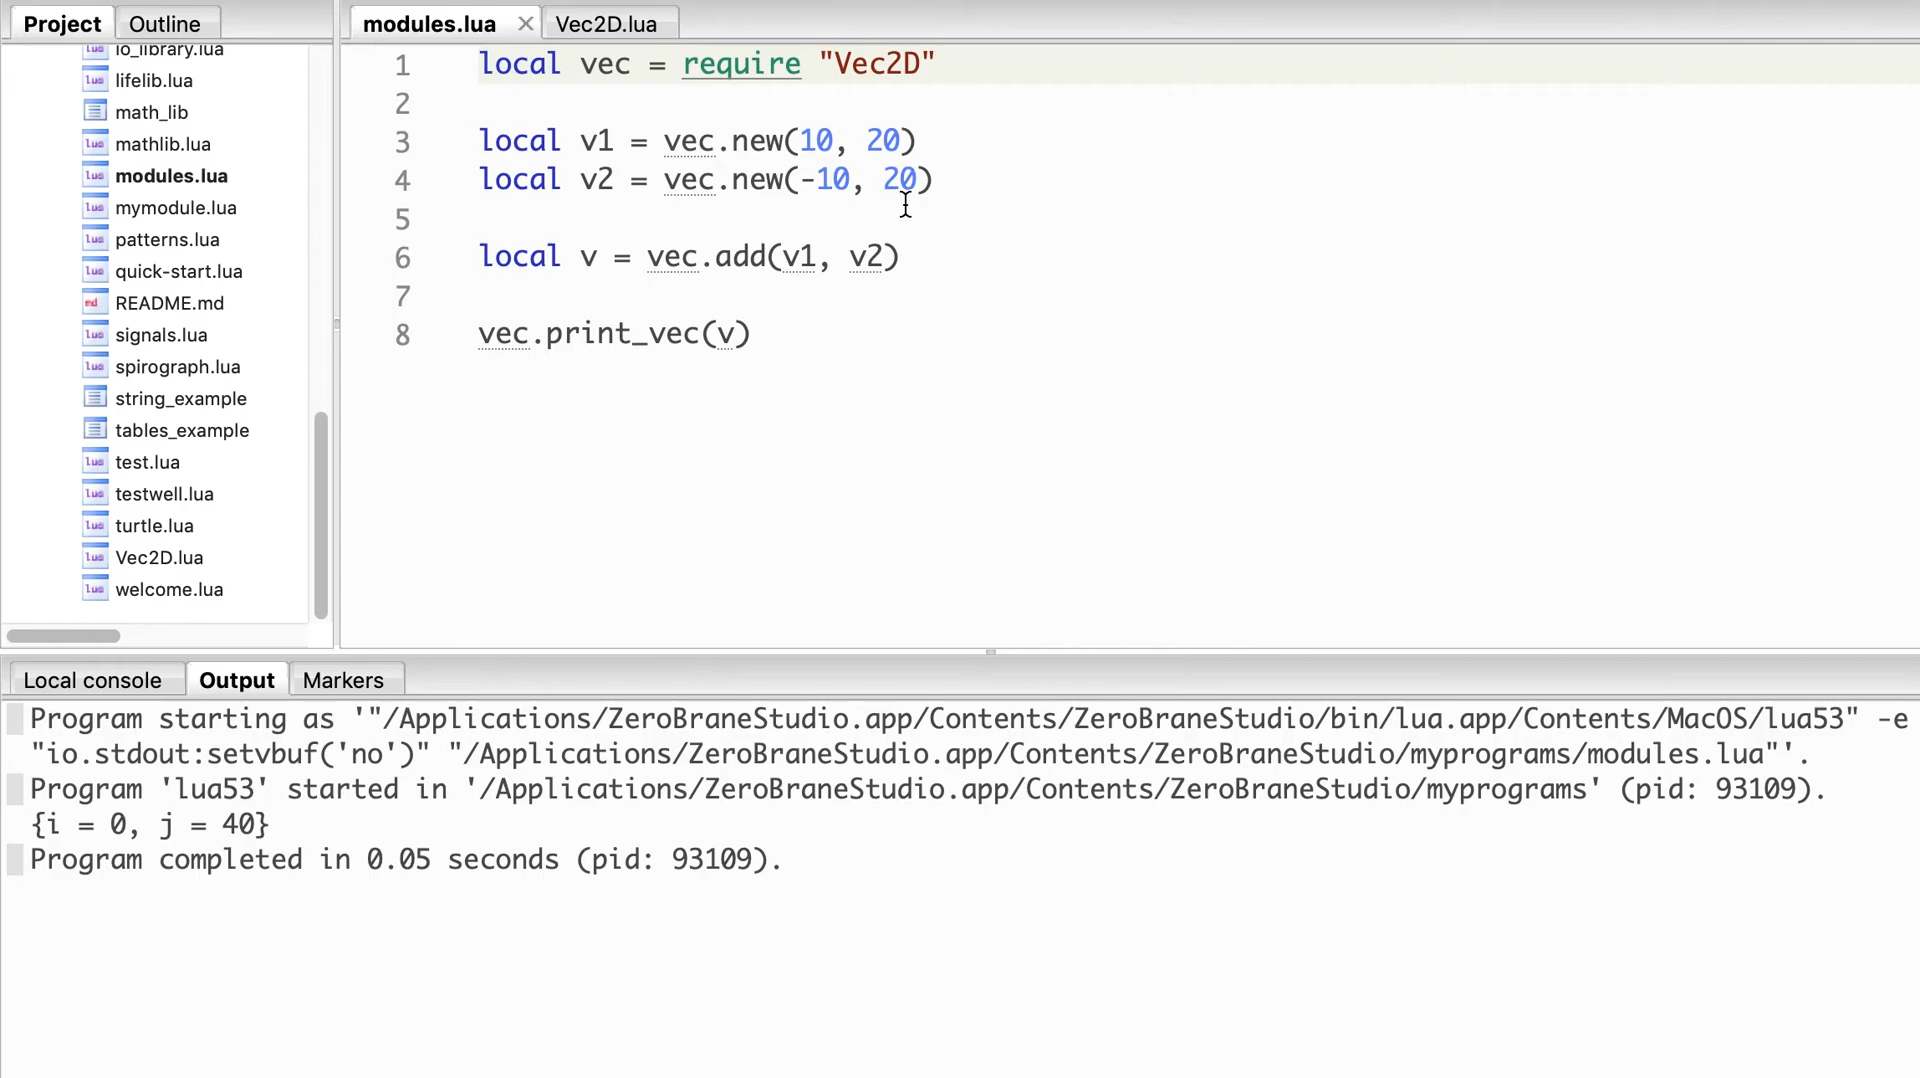 Project
Outline
io_library.lua
lifelib.lua
math_lib
mathlib.lua
modules.lua
mymodule.lua
patterns.lua
quick-start.lua
README.md
signals.lua
spirograph.lua
string_example
tables_example
test.lua
testwell.lua
turtle.lua
Vec2D.lua
welcome.lua
modules.lua
Vec2D.lua
1 local vec = require "Vec2D"
2
3 local v1 = vec.new(10, 20)
4 local v2 = vec.new(-10, 20)
5
6 local v = vec.add(v1, v2)
7
8 vec.print_vec(v)
Local console
Output
Markers
Program starting as '"/Applications/ZeroBraneStudio.app/Contents/ZeroBraneStudio/bin/lua.app/Contents/MacOS/lua53" -e
"io.stdout:setvbuf('no')" "/Applications/ZeroBraneStudio.app/Contents/ZeroBraneStudio/myprograms/modules.lua"'.
Program 'lua53' started in '/Applications/ZeroBraneStudio.app/Contents/ZeroBraneStudio/myprograms' (pid: 93109).
{i = 0, j = 40}
Program completed in 0.05 seconds (pid: 93109).